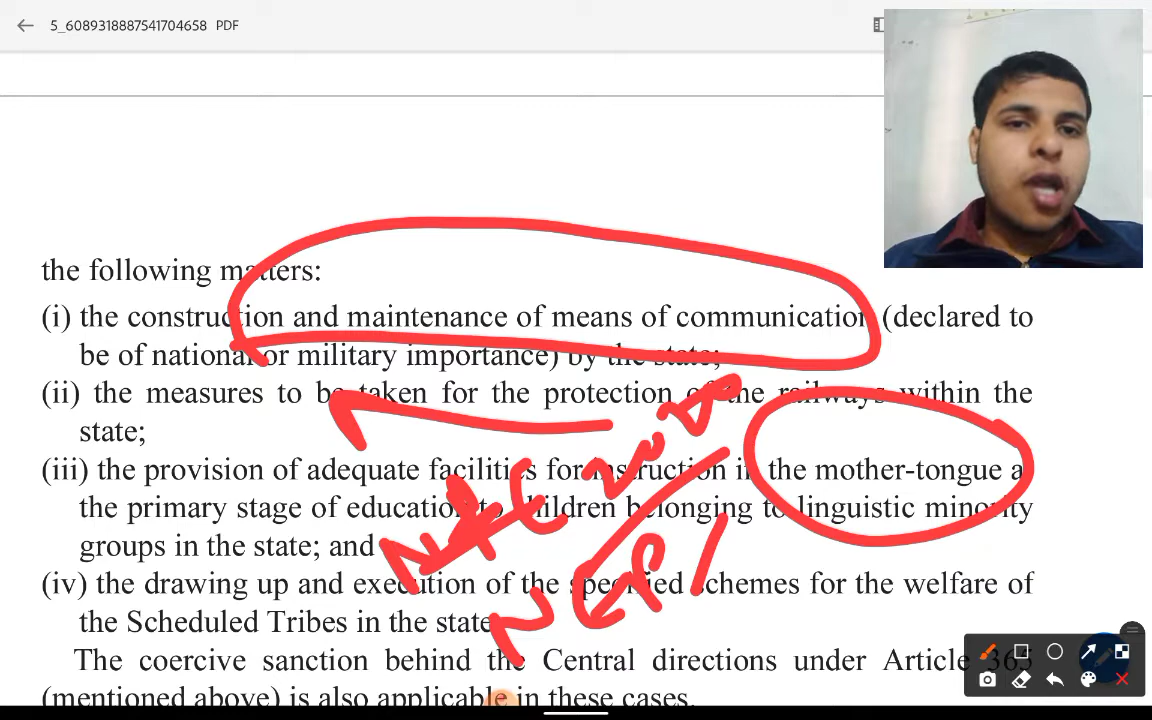 5_6089318887541704658 PDF
the following matters:
(i) the construction and maintenance of means of communication (declared to
be of national or military importance) by the state;
(ii) the measures to be taken for the protection of the railways within the
state;
(iii) the provision of adequate facilities for instruction in the mother-tongue a
the primary stage of education to children belonging to linguistic minority
groups in the state; and
(iv) the drawing up and execution of the specified schemes for the welfare of
the Scheduled Tribes in the state
The coercive sanction behind the Central directions under Article 365
(mentioned above) is also applicable in these cases.
2020
NEP